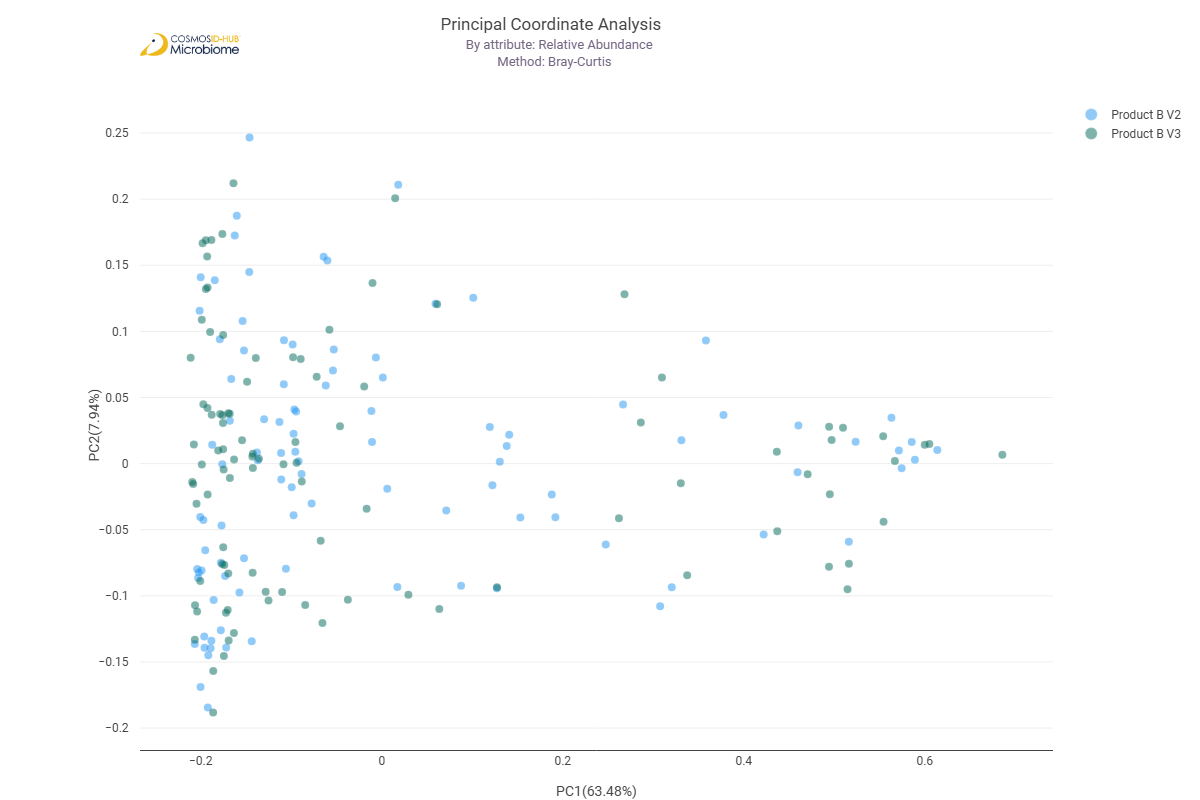 Principal Coordinate Analysis
By attribute: Relative Abundance
Method: Bray-Curtis
COSMOSID-HUB
Microbiome
Product B V2
Product B V3
PC2(7.94%)
0.25
0.2
0.15
0.1
0.05
0
−0.05
−0.1
−0.15
−0.2
−0.2 0 0.2 0.4 0.6
PC1(63.48%)